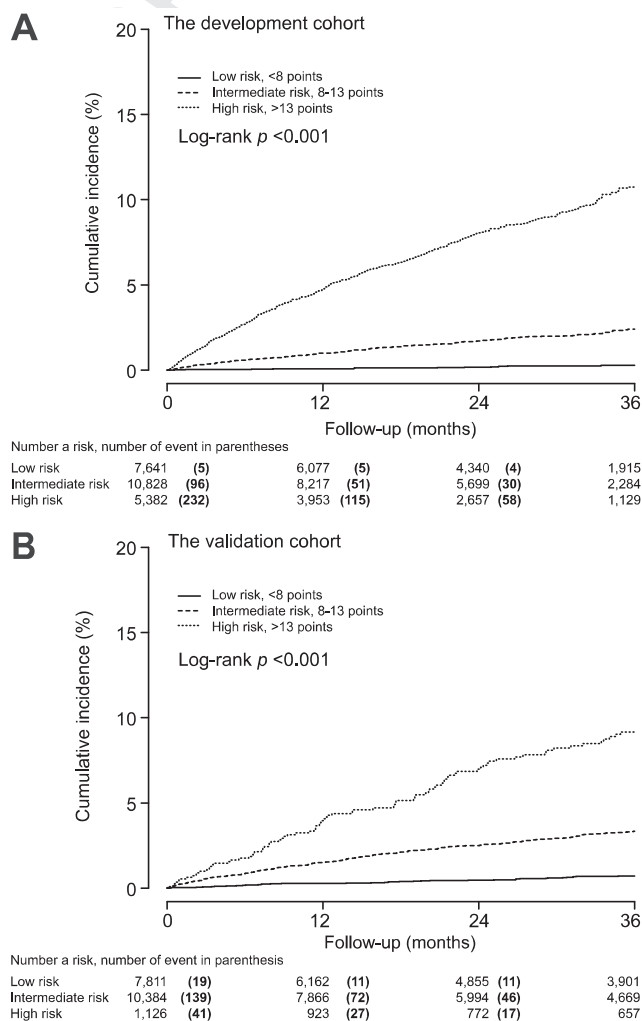 A
The development cohort
20
15
10
5
0
Cumulative incidence (%)
Low risk, <8 points
Intermediate risk, 8-13 points
High risk, >13 points
Log-rank p <0.001
0 12 24 36
Follow-up (months)
Number a risk, number of event in parentheses
Low risk 7,641 (5) 6,077 (5) 4,340 (4) 1,915
Intermediate risk 10,828 (96) 8,217 (51) 5,699 (30) 2,284
High risk 5,382 (232) 3,953 (115) 2,657 (58) 1,129
B
The validation cohort
20
15
10
5
0
Cumulative incidence (%)
Low risk, <8 points
Intermediate risk, 8-13 points
High risk, >13 points
Log-rank p <0.001
0 12 24 36
Follow-up (months)
Number a risk, number of event in parenthesis
Low risk 7,811 (19) 6,162 (11) 4,855 (11) 3,901
Intermediate risk 10,384 (139) 7,866 (72) 5,994 (46) 4,669
High risk 1,126 (41) 923 (27) 772 (17) 657